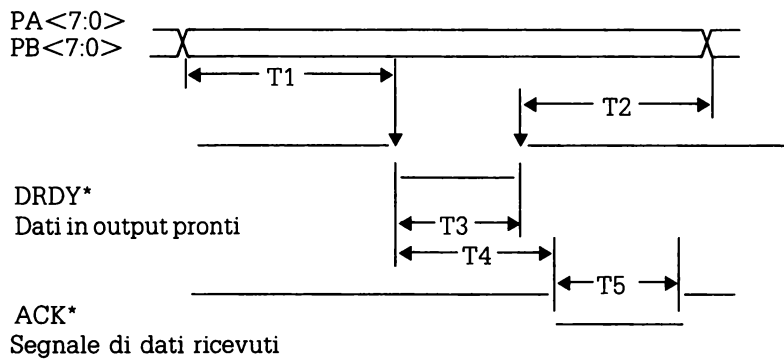 PA<7:0>
PB<7:0>
T1
T2
DRDY*
Dati in output pronti
T3
T4
T5
ACK*
Segnale di dati ricevuti